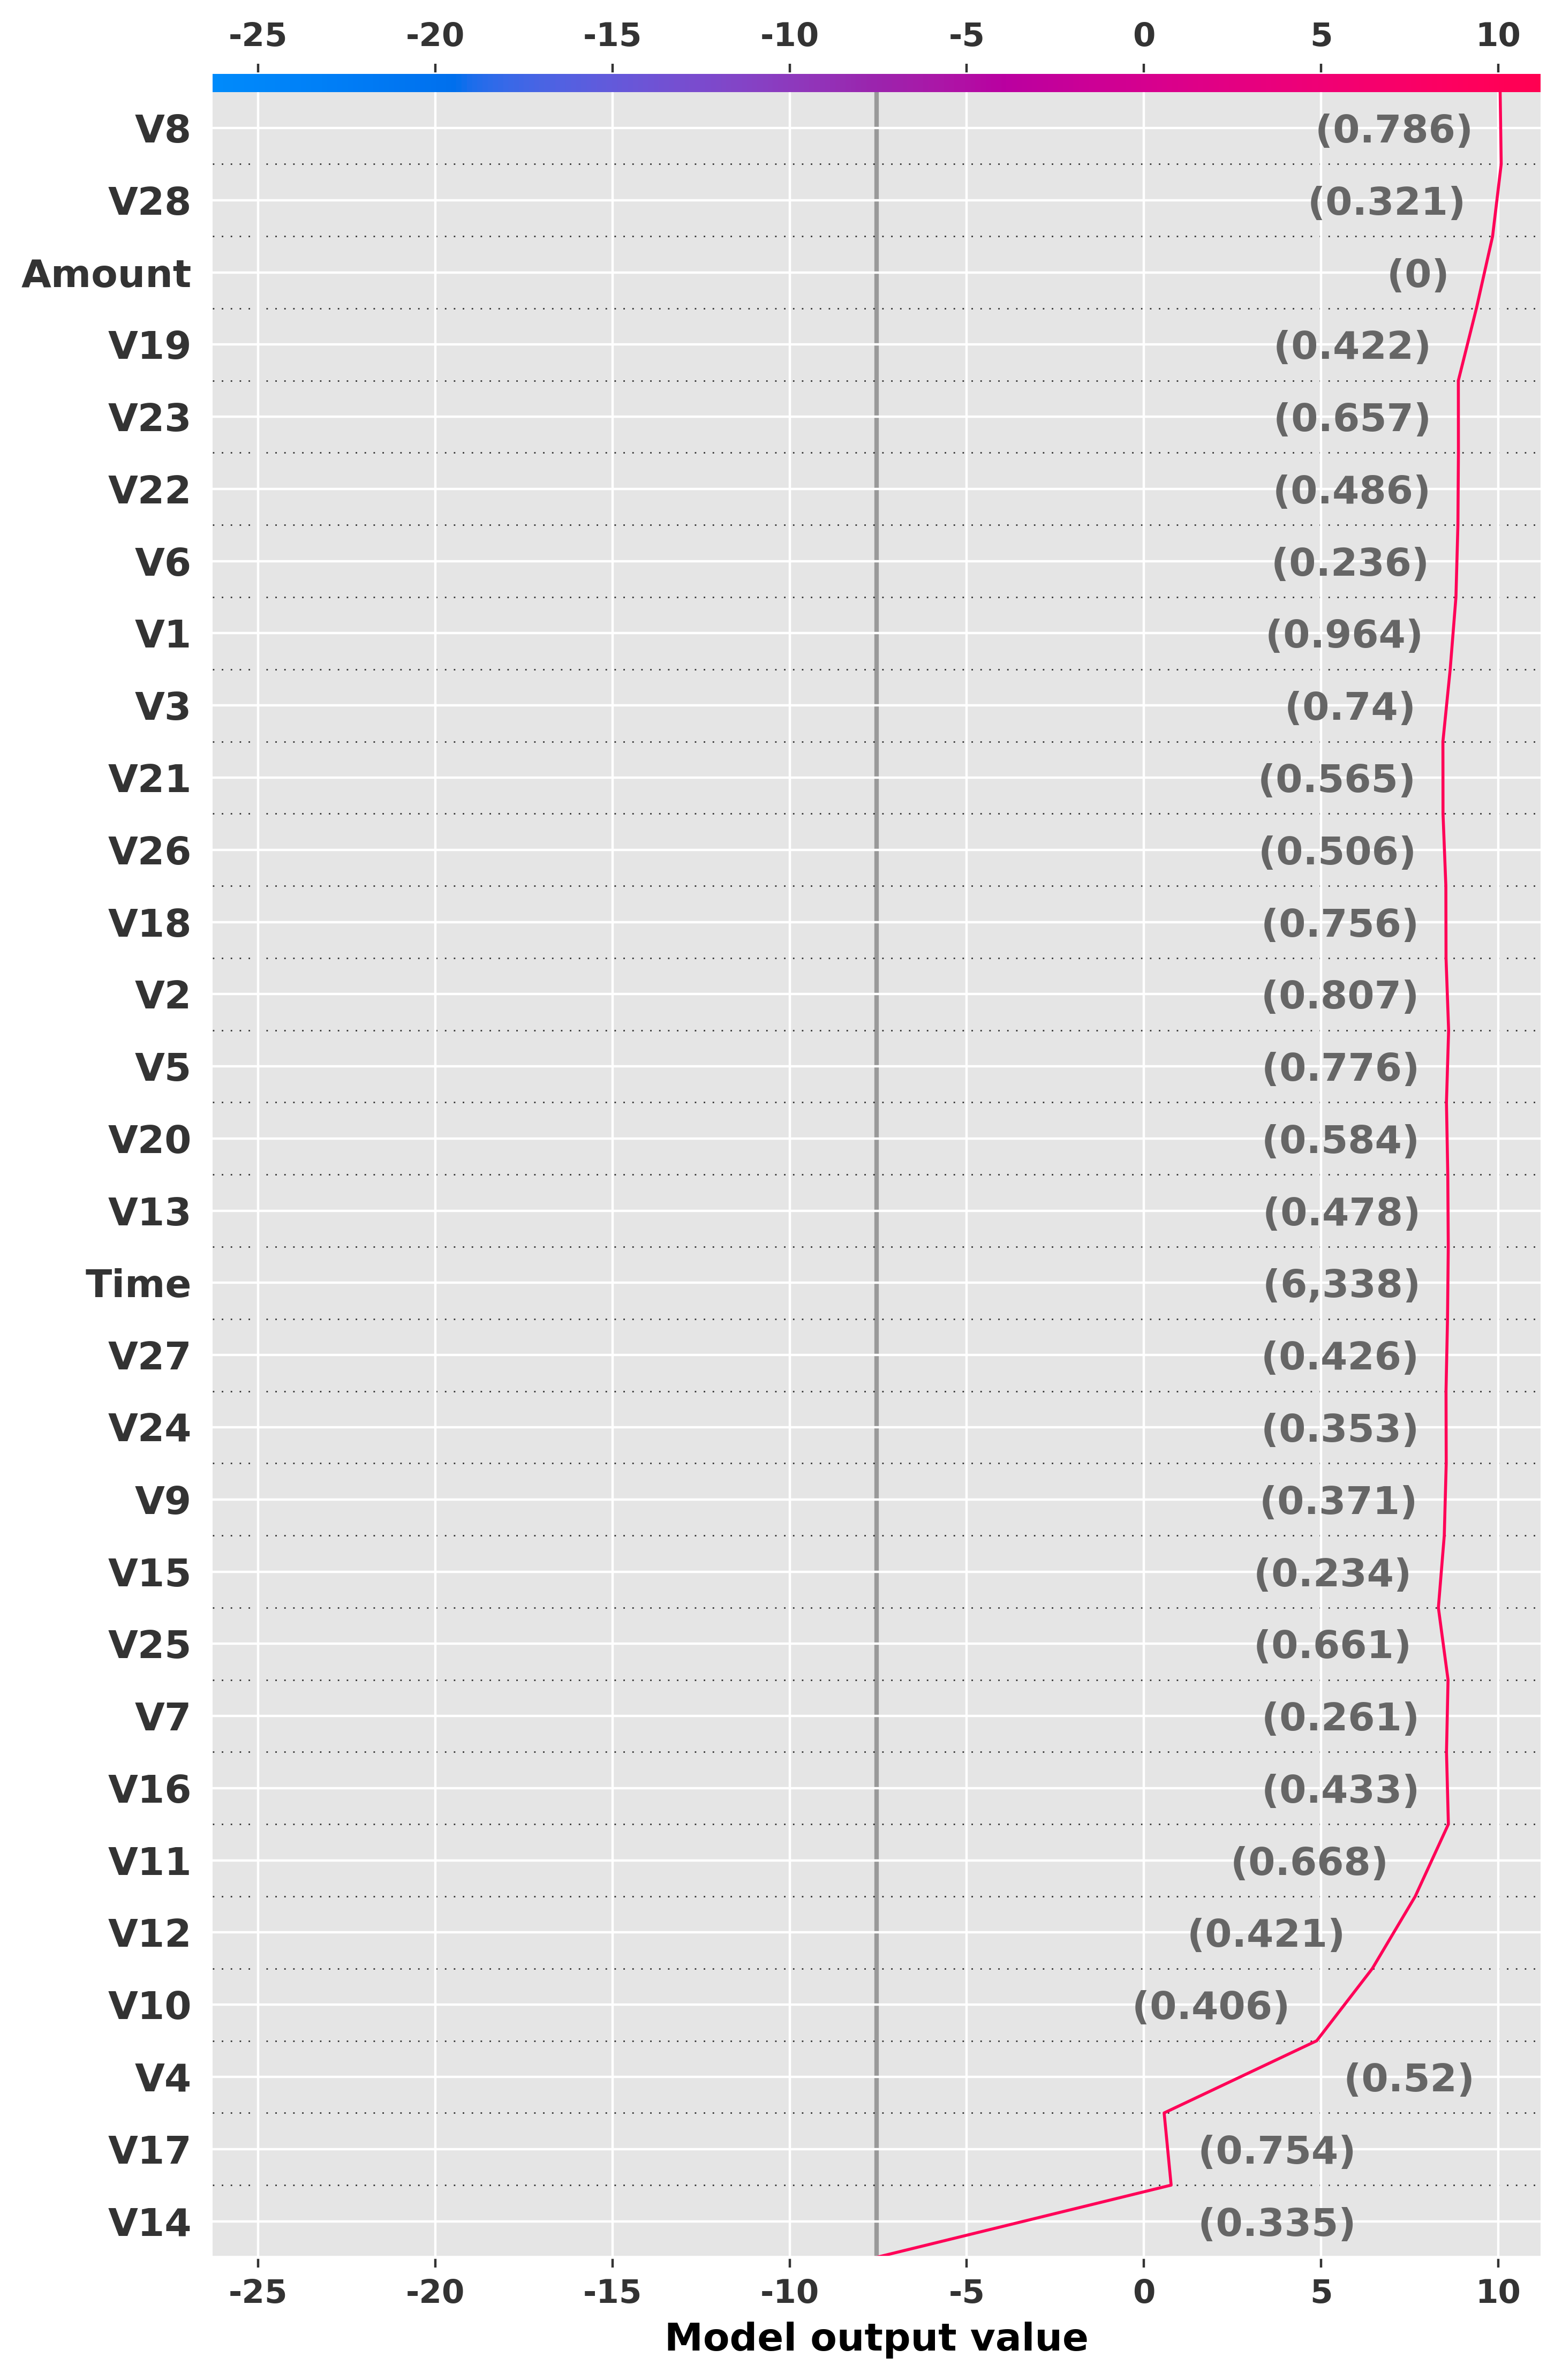 -25 -20 -15 -10 -5 0 5 10
V8 (0.786)
V28 (0.321)
Amount (0)
V19 (0.422)
V23 (0.657)
V22 (0.486)
V6 (0.236)
V1 (0.964)
V3 (0.74)
V21 (0.565)
V26 (0.506)
V18 (0.756)
V2 (0.807)
V5 (0.776)
V20 (0.584)
V13 (0.478)
Time (6,338)
V27 (0.426)
V24 (0.353)
V9 (0.371)
V15 (0.234)
V25 (0.661)
V7 (0.261)
V16 (0.433)
V11 (0.668)
V12 (0.421)
V10 (0.406)
V4 (0.52)
V17 (0.754)
V14 (0.335)
-25 -20 -15 -10 -5 0 5 10
Model output value